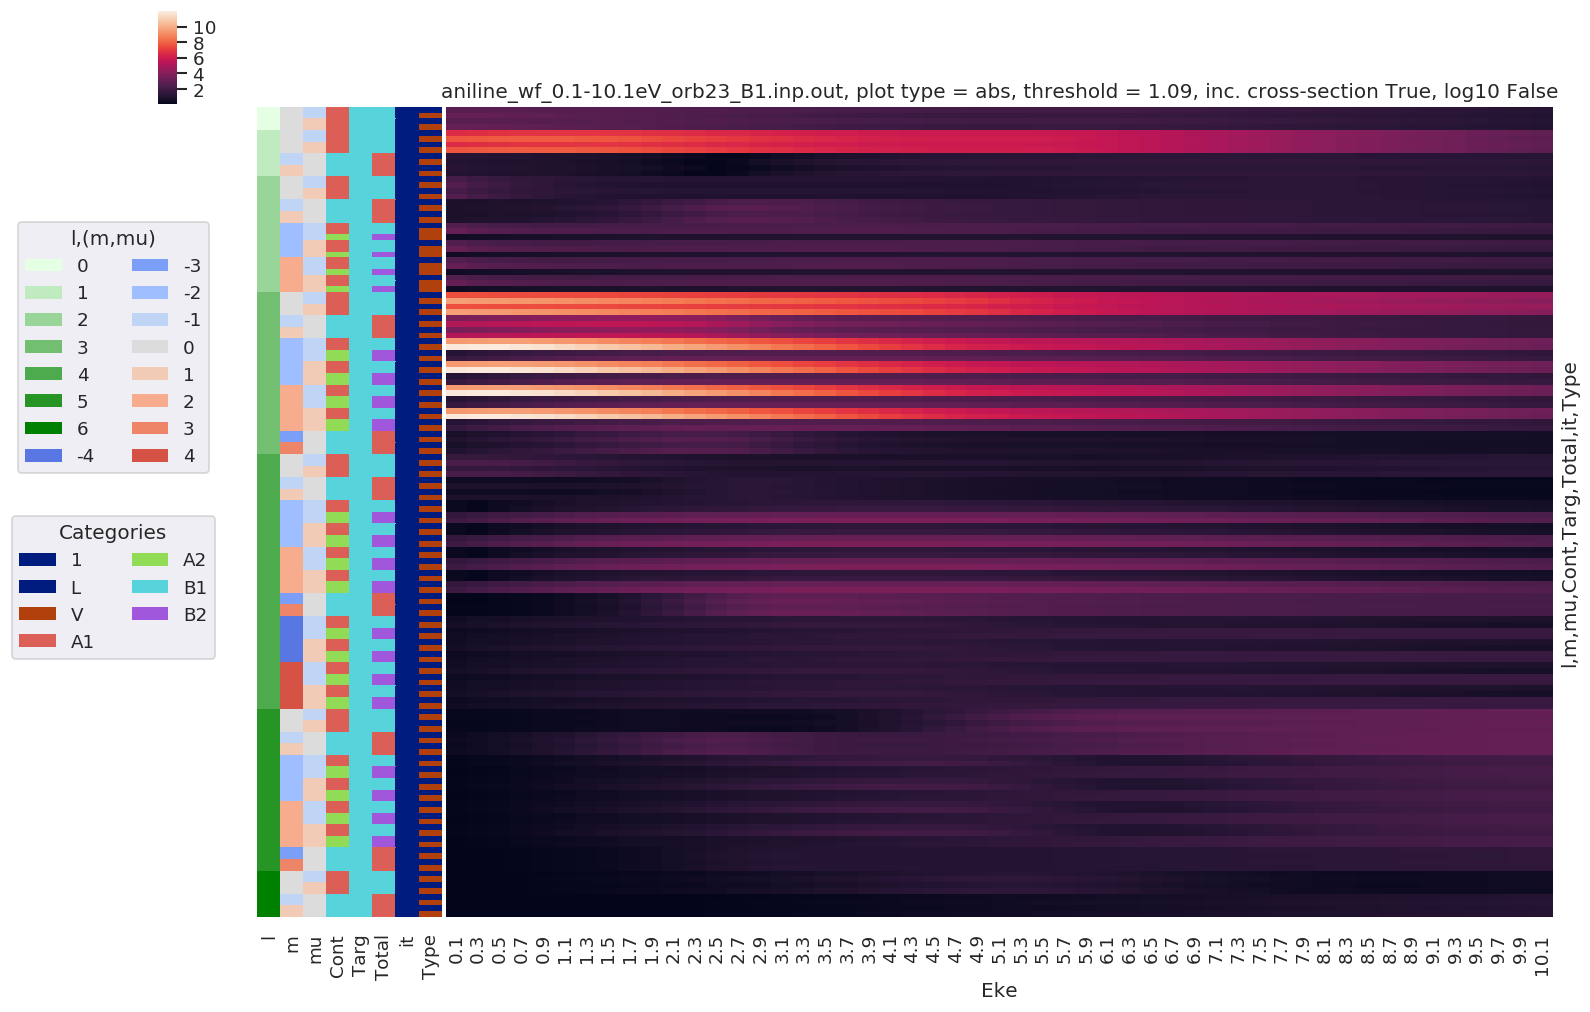 10
8
6
4
2
aniline_wf_0.1-10.1eV_orb23_B1.inp.out, plot type = abs, threshold = 1.09, inc. cross-section True, log10 False
l,(m,mu)
0 -3
1 -2
2 -1
3 0
4 1
5 2
6 3
-4 4
Categories
1 A2
L B1
V B2
A1
l,m,mu,Cont,Targ,Total,it,Type
l m mu Cont Targ Total it Type 0.1 0.3 0.5 0.7 0.9 1.1 1.3 1.5 1.7 1.9 2.1 2.3 2.5 2.7 2.9 3.1 3.3 3.5 3.7 3.9 4.1 4.3 4.5 4.7 4.9 5.1 5.3 5.5 5.7 5.9 6.1 6.3 6.5 6.7 6.9 7.1 7.3 7.5 7.7 7.9 8.1 8.3 8.5 8.7 8.9 9.1 9.3 9.5 9.7 9.9 10.1
Eke